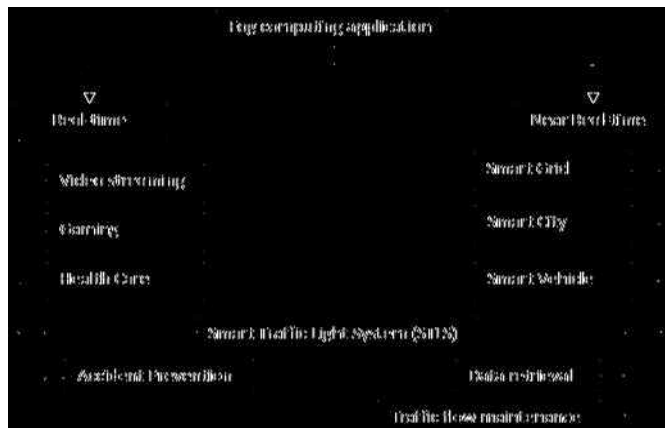 Fog computing application
Real-time
Near Real-time
Video streaming
Smart Grid
Gaming
Smart City
Health Care
Smart Vehicle
Smart Traffic Light System (STLS)
Accident Prevention
Data retrieval
Traffic flow maintenance